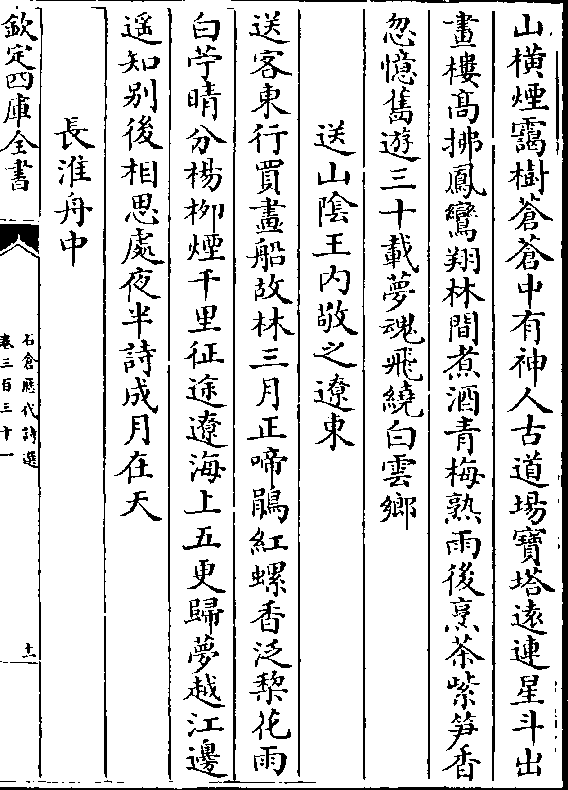 山橫煙靄樹蒼蒼中有神人古道場寶塔遠連星斗出
畫樓髙拂鳳鸞翔林間煮酒青梅熟雨後烹茶紫笋香
忽憶舊遊三十載夢魂飛繞白雲鄉
送山陰王内敬之遼東
送客東行買畫船故林三月正啼鵑紅螺香泛棃花雨
白苧晴分楊栁煙千里征途遼海上五更歸夢越江邊
遥知别後相思處夜半詩成月在天
長淮舟中
欽定四庫全書
石倉歷代詩選
卷三百三十一
十一